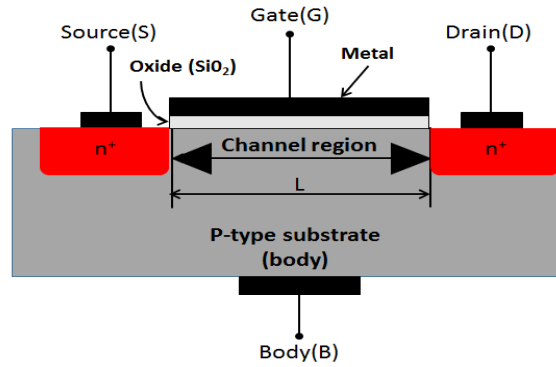 Gate(G)
Source(S)
Drain(D)
Oxide (Si0₂)
Metal
n⁺
Channel region
n⁺
L
P-type substrate
(body)
Body(B)